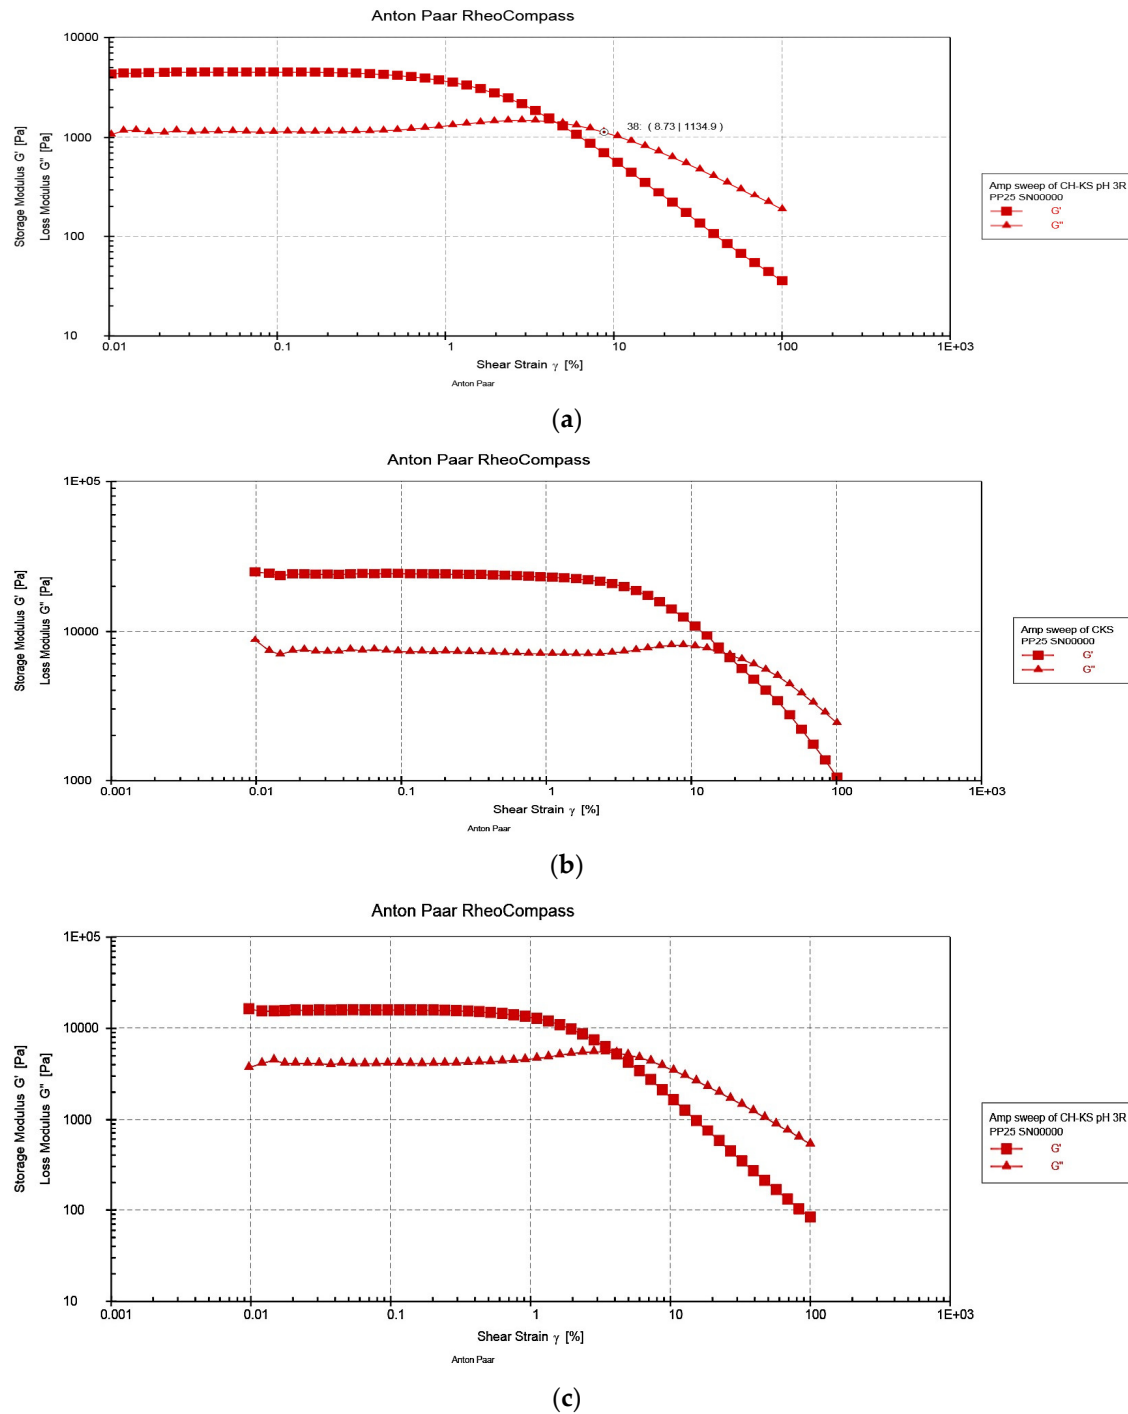 Anton Paar RheoCompass
Storage Modulus G' [Pa]
Loss Modulus G" [Pa]
10000
1000
100
10
38: ( 8.73 | 1134.9 )
0.01 0.1 1 10 100 1E+03
Shear Strain γ [%]
Anton Paar
Amp sweep of CH-KS pH 3R
PP25 SN00000
G'
G"
(a)
Anton Paar RheoCompass
Storage Modulus G' [Pa]
Loss Modulus G" [Pa]
1E+05
10000
1000
0.001 0.01 0.1 1 10 100 1E+03
Shear Strain γ [%]
Anton Paar
Amp sweep of CKS
PP25 SN00000
G'
G"
(b)
Anton Paar RheoCompass
Storage Modulus G' [Pa]
Loss Modulus G" [Pa]
1E+05
10000
1000
100
10
0.001 0.01 0.1 1 10 100 1E+03
Shear Strain γ [%]
Anton Paar
Amp sweep of CH-KS pH 3R
PP25 SN00000
G'
G"
(c)